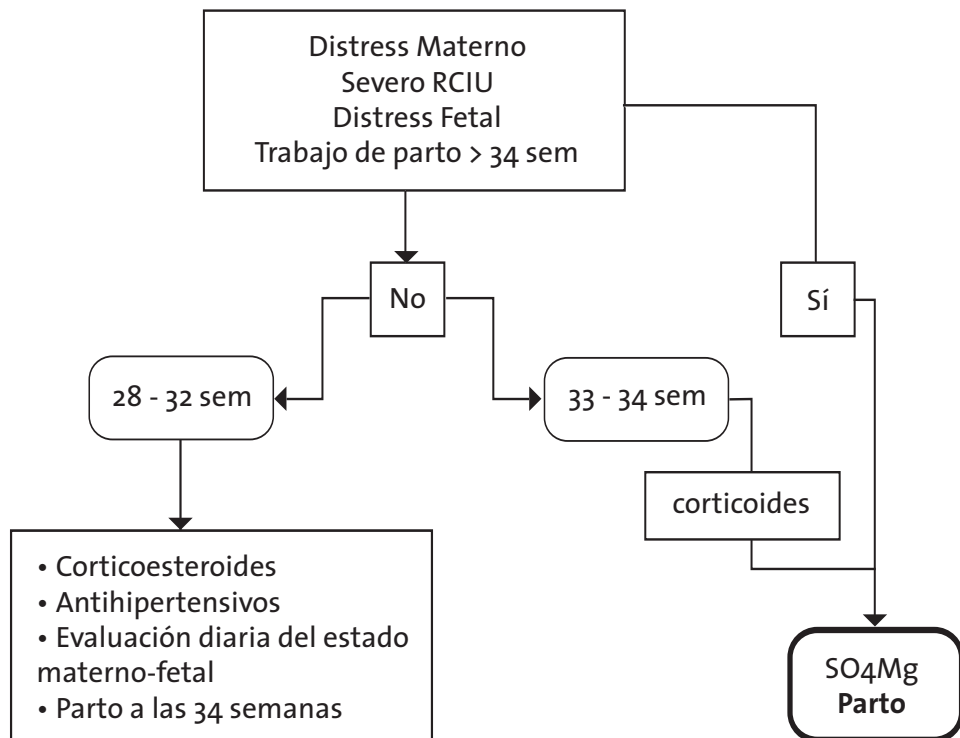 Distress Materno
Severo RCIU
Distress Fetal
Trabajo de parto > 34 sem
No
Sí
28 - 32 sem
33 - 34 sem
corticoides
• Corticoesteroides
• Antihipertensivos
• Evaluación diaria del estado
materno-fetal
• Parto a las 34 semanas
SO4Mg
Parto